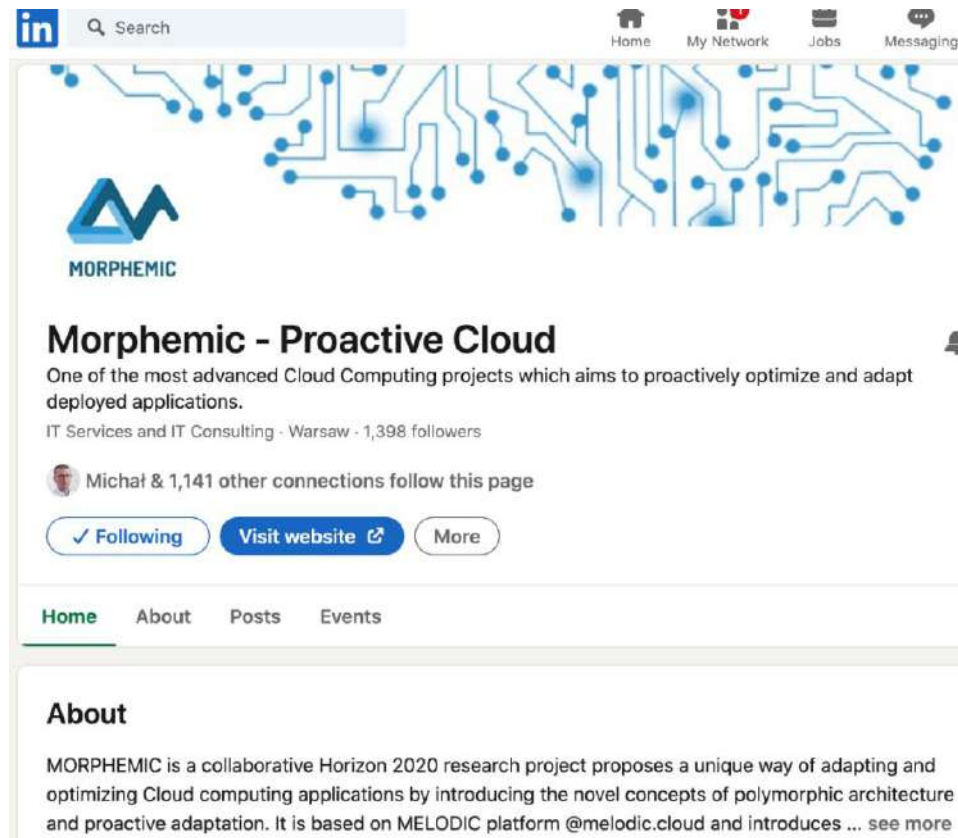 in
Search
Home
My Network
Jobs
Messaging
MORPHEMIC
Morphemic - Proactive Cloud
One of the most advanced Cloud Computing projects which aims to proactively optimize and adapt
deployed applications.
IT Services and IT Consulting · Warsaw · 1,398 followers
Michał & 1,141 other connections follow this page
✓ Following
Visit website
More
Home
About
Posts
Events
About
MORPHEMIC is a collaborative Horizon 2020 research project proposes a unique way of adapting and
optimizing Cloud computing applications by introducing the novel concepts of polymorphic architecture
and proactive adaptation. It is based on MELODIC platform @melodic.cloud and introduces ... see more